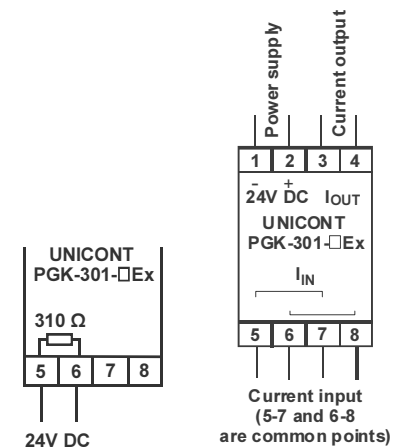 UNICONT
PGK-301-□Ex
310 Ω
5 6 7 8
24V DC
Power supply
Current output
1 2 3 4
- +
24V DC IOUT
UNICONT
PGK-301-□Ex
IIN
5 6 7 8
Current input
(5-7 and 6-8
are common points)